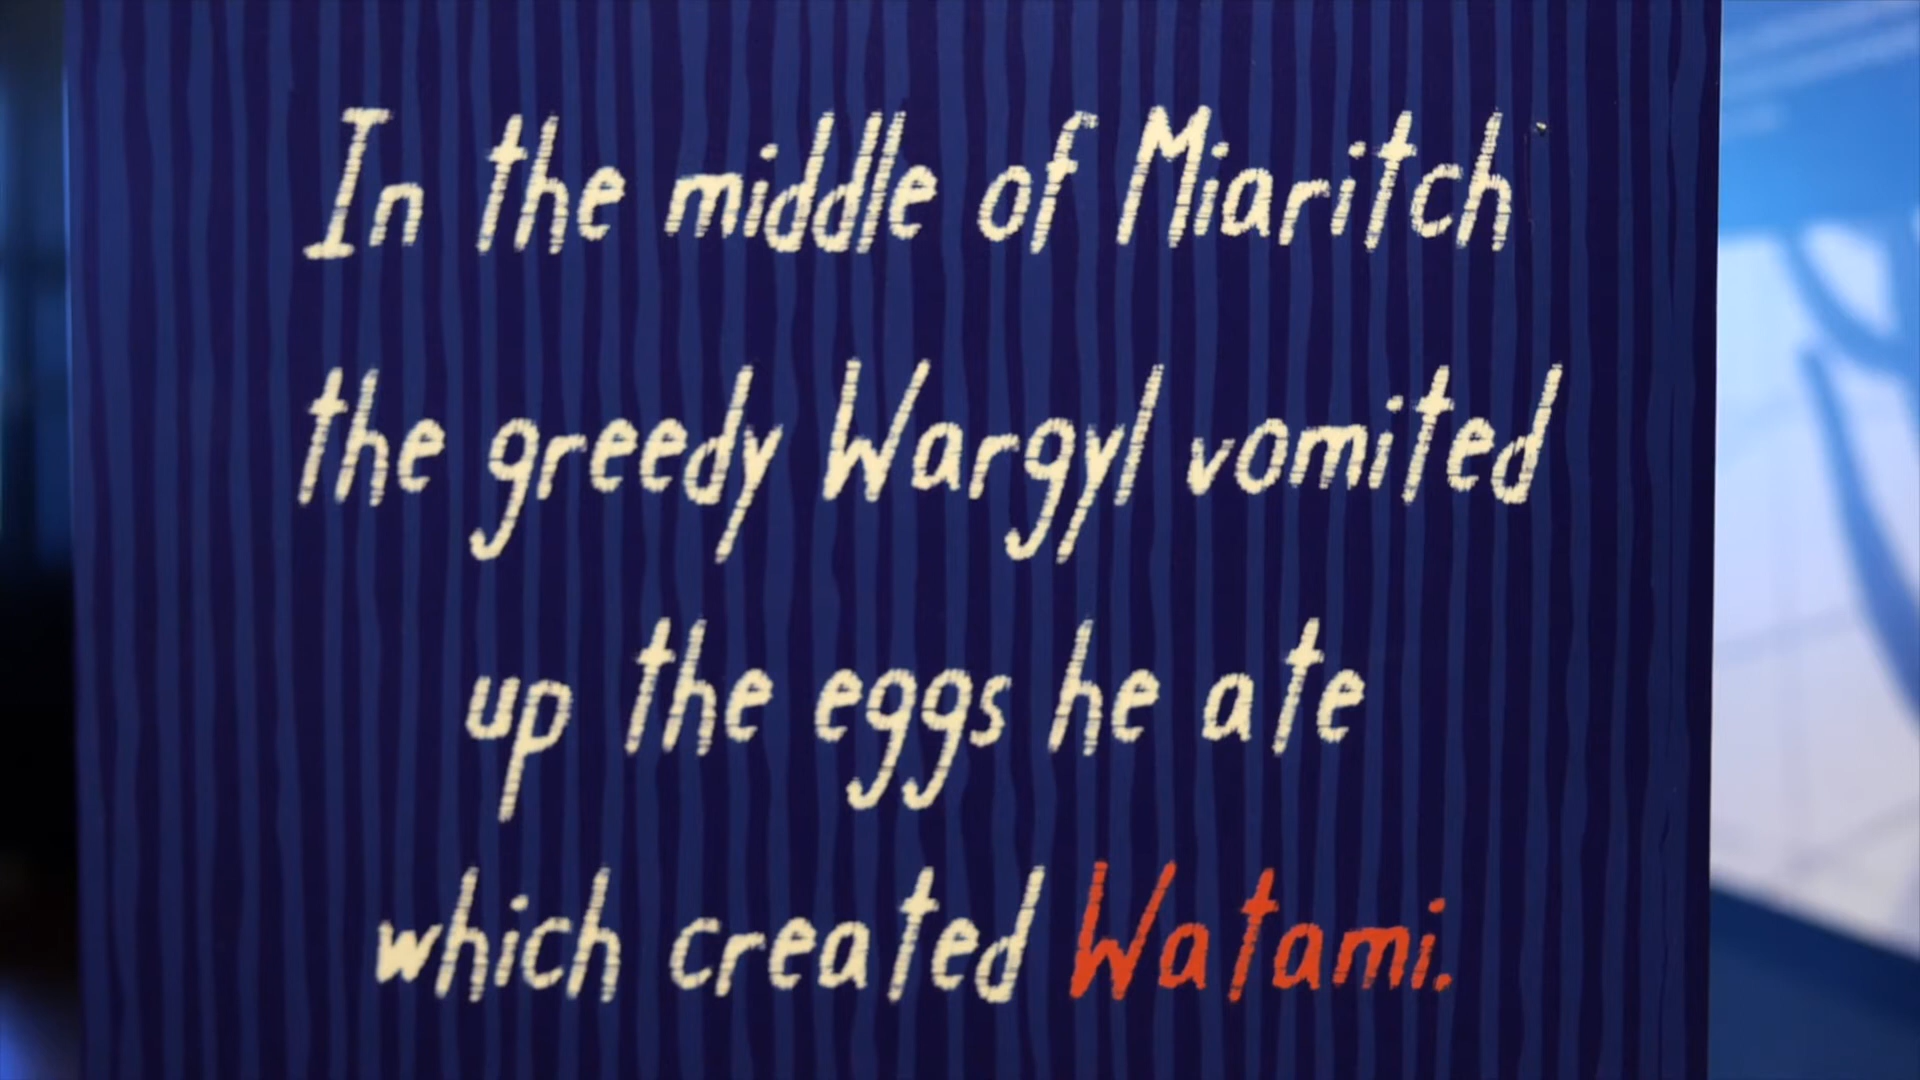 In the middle of Miaritch
the greedy Wargyl vomited
up the eggs he ate
which created Watami.